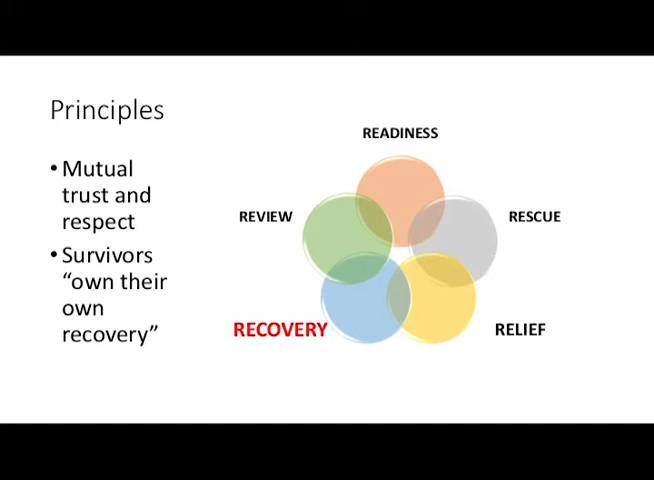 Principles
• Mutual
trust and
respect
• Survivors
“own their
own
recovery”
READINESS
REVIEW
RESCUE
RECOVERY
RELIEF